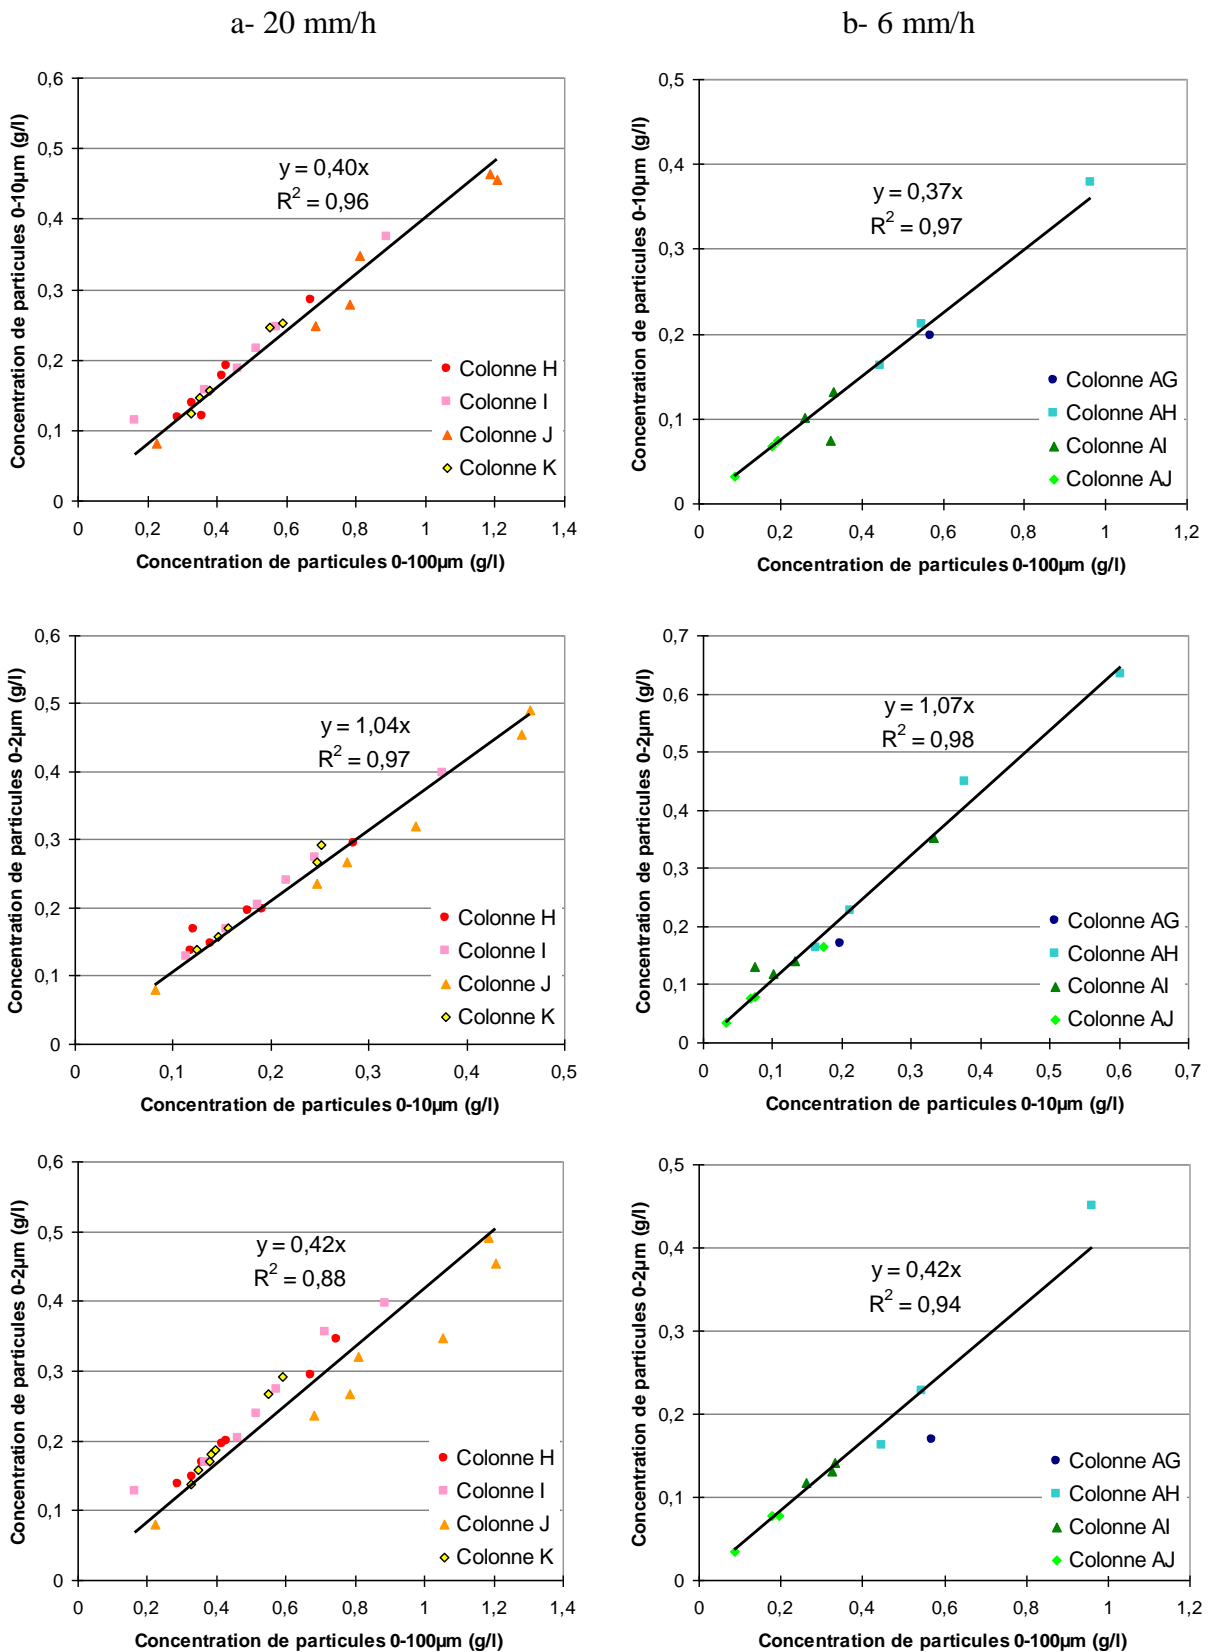 a- 20 mm/h
b- 6 mm/h
Concentration de particules 0-10µm (g/l)
0,6
0,5
0,4
0,3
0,2
0,1
0
y = 0,40x
R² = 0,96
Colonne H
Colonne I
Colonne J
Colonne K
0 0,2 0,4 0,6 0,8 1 1,2 1,4
Concentration de particules 0-100µm (g/l)
Concentration de particules 0-10µm (g/l)
0,5
0,4
0,3
0,2
0,1
0
y = 0,37x
R² = 0,97
Colonne AG
Colonne AH
Colonne AI
Colonne AJ
0 0,2 0,4 0,6 0,8 1 1,2
Concentration de particules 0-100µm (g/l)
Concentration de particules 0-2µm (g/l)
0,6
0,5
0,4
0,3
0,2
0,1
0
y = 1,04x
R² = 0,97
Colonne H
Colonne I
Colonne J
Colonne K
0 0,1 0,2 0,3 0,4 0,5
Concentration de particules 0-10µm (g/l)
Concentration de particules 0-2µm (g/l)
0,7
0,6
0,5
0,4
0,3
0,2
0,1
0
y = 1,07x
R² = 0,98
Colonne AG
Colonne AH
Colonne AI
Colonne AJ
0 0,1 0,2 0,3 0,4 0,5 0,6 0,7
Concentration de particules 0-10µm (g/l)
Concentration de particules 0-2µm (g/l)
0,6
0,5
0,4
0,3
0,2
0,1
0
y = 0,42x
R² = 0,88
Colonne H
Colonne I
Colonne J
Colonne K
0 0,2 0,4 0,6 0,8 1 1,2 1,4
Concentration de particules 0-100µm (g/l)
Concentration de particules 0-2µm (g/l)
0,5
0,4
0,3
0,2
0,1
0
y = 0,42x
R² = 0,94
Colonne AG
Colonne AH
Colonne AI
Colonne AJ
0 0,2 0,4 0,6 0,8 1 1,2
Concentration de particules 0-100µm (g/l)